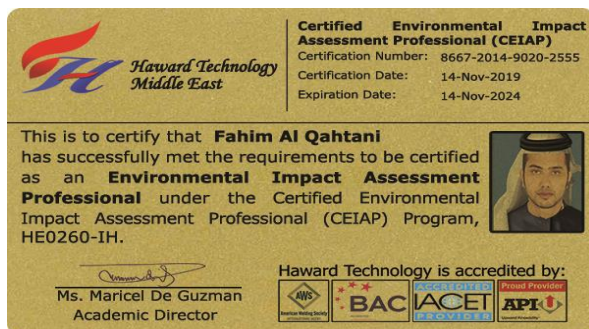 Haward Technology
Middle East
Certified Environmental Impact
Assessment Professional (CEIAP)
Certification Number: 8667-2014-9020-2555
Certification Date: 14-Nov-2019
Expiration Date: 14-Nov-2024
This is to certify that Fahim Al Qahtani
has successfully met the requirements to be certified
as an Environmental Impact Assessment
Professional under the Certified Environmental
Impact Assessment Professional (CEIAP) Program,
HE0260-IH.
Ms. Maricel De Guzman
Academic Director
Haward Technology is accredited by:
AWS
American Welding Society
BAC
ACCREDITED
IACET
PROVIDER
Proud Provider
API